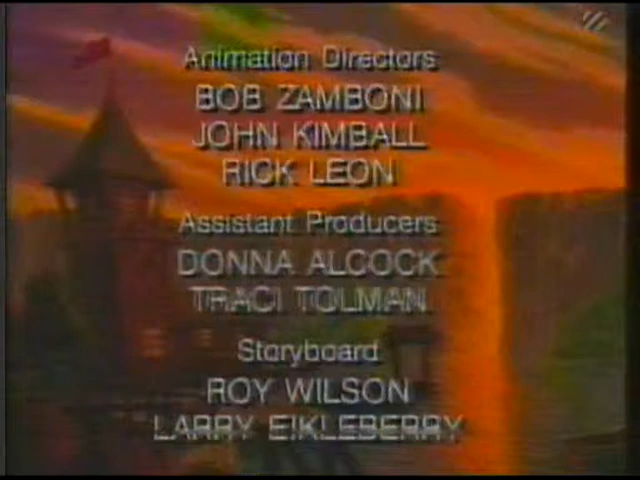 Animation Directors
BOB ZAMBONI
JOHN KIMBALL
RICK LEON
Assistant Producers
DONNA ALCOCK
TRACI TOLMAN
Storyboard
ROY WILSON
LARRY EIKLEBERRY